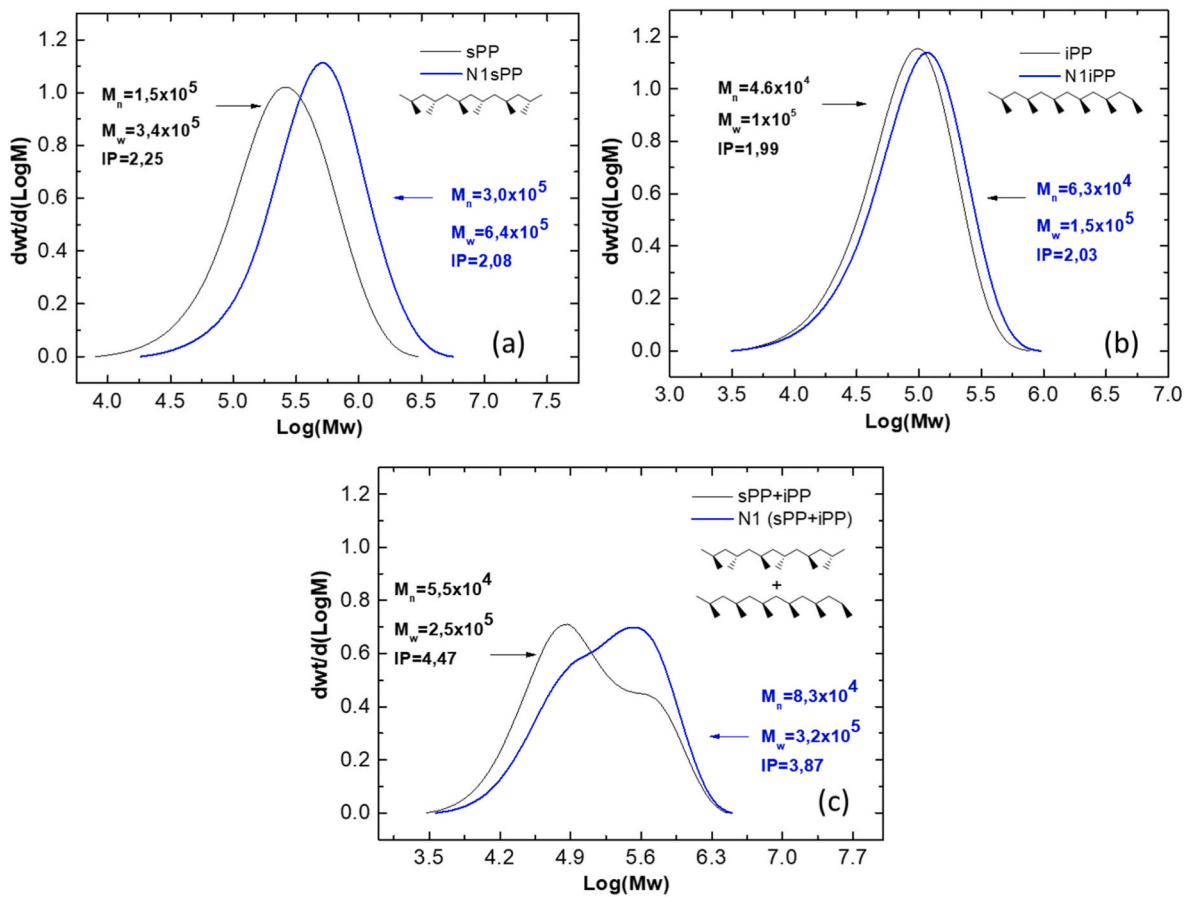 sPP
N1sPP
M_n=1,5x10^5
M_w=3,4x10^5
IP=2,25
M_n=3,0x10^5
M_w=6,4x10^5
IP=2,08
(a)
dwt/d(LogM)
1.2
1.0
0.8
0.6
0.4
0.2
0.0
4.0 4.5 5.0 5.5 6.0 6.5 7.0 7.5
Log(Mw)
iPP
N1iPP
M_n=4.6x10^4
M_w=1x10^5
IP=1,99
M_n=6,3x10^4
M_w=1,5x10^5
IP=2,03
(b)
dwt/d(LogM)
1.2
1.0
0.8
0.6
0.4
0.2
0.0
3.0 3.5 4.0 4.5 5.0 5.5 6.0 6.5 7.0
Log(Mw)
sPP+iPP
N1 (sPP+iPP)
+
M_n=5,5x10^4
M_w=2,5x10^5
IP=4,47
M_n=8,3x10^4
M_w=3,2x10^5
IP=3,87
(c)
dwt/d(LogM)
1.2
1.0
0.8
0.6
0.4
0.2
0.0
3.5 4.2 4.9 5.6 6.3 7.0 7.7
Log(Mw)